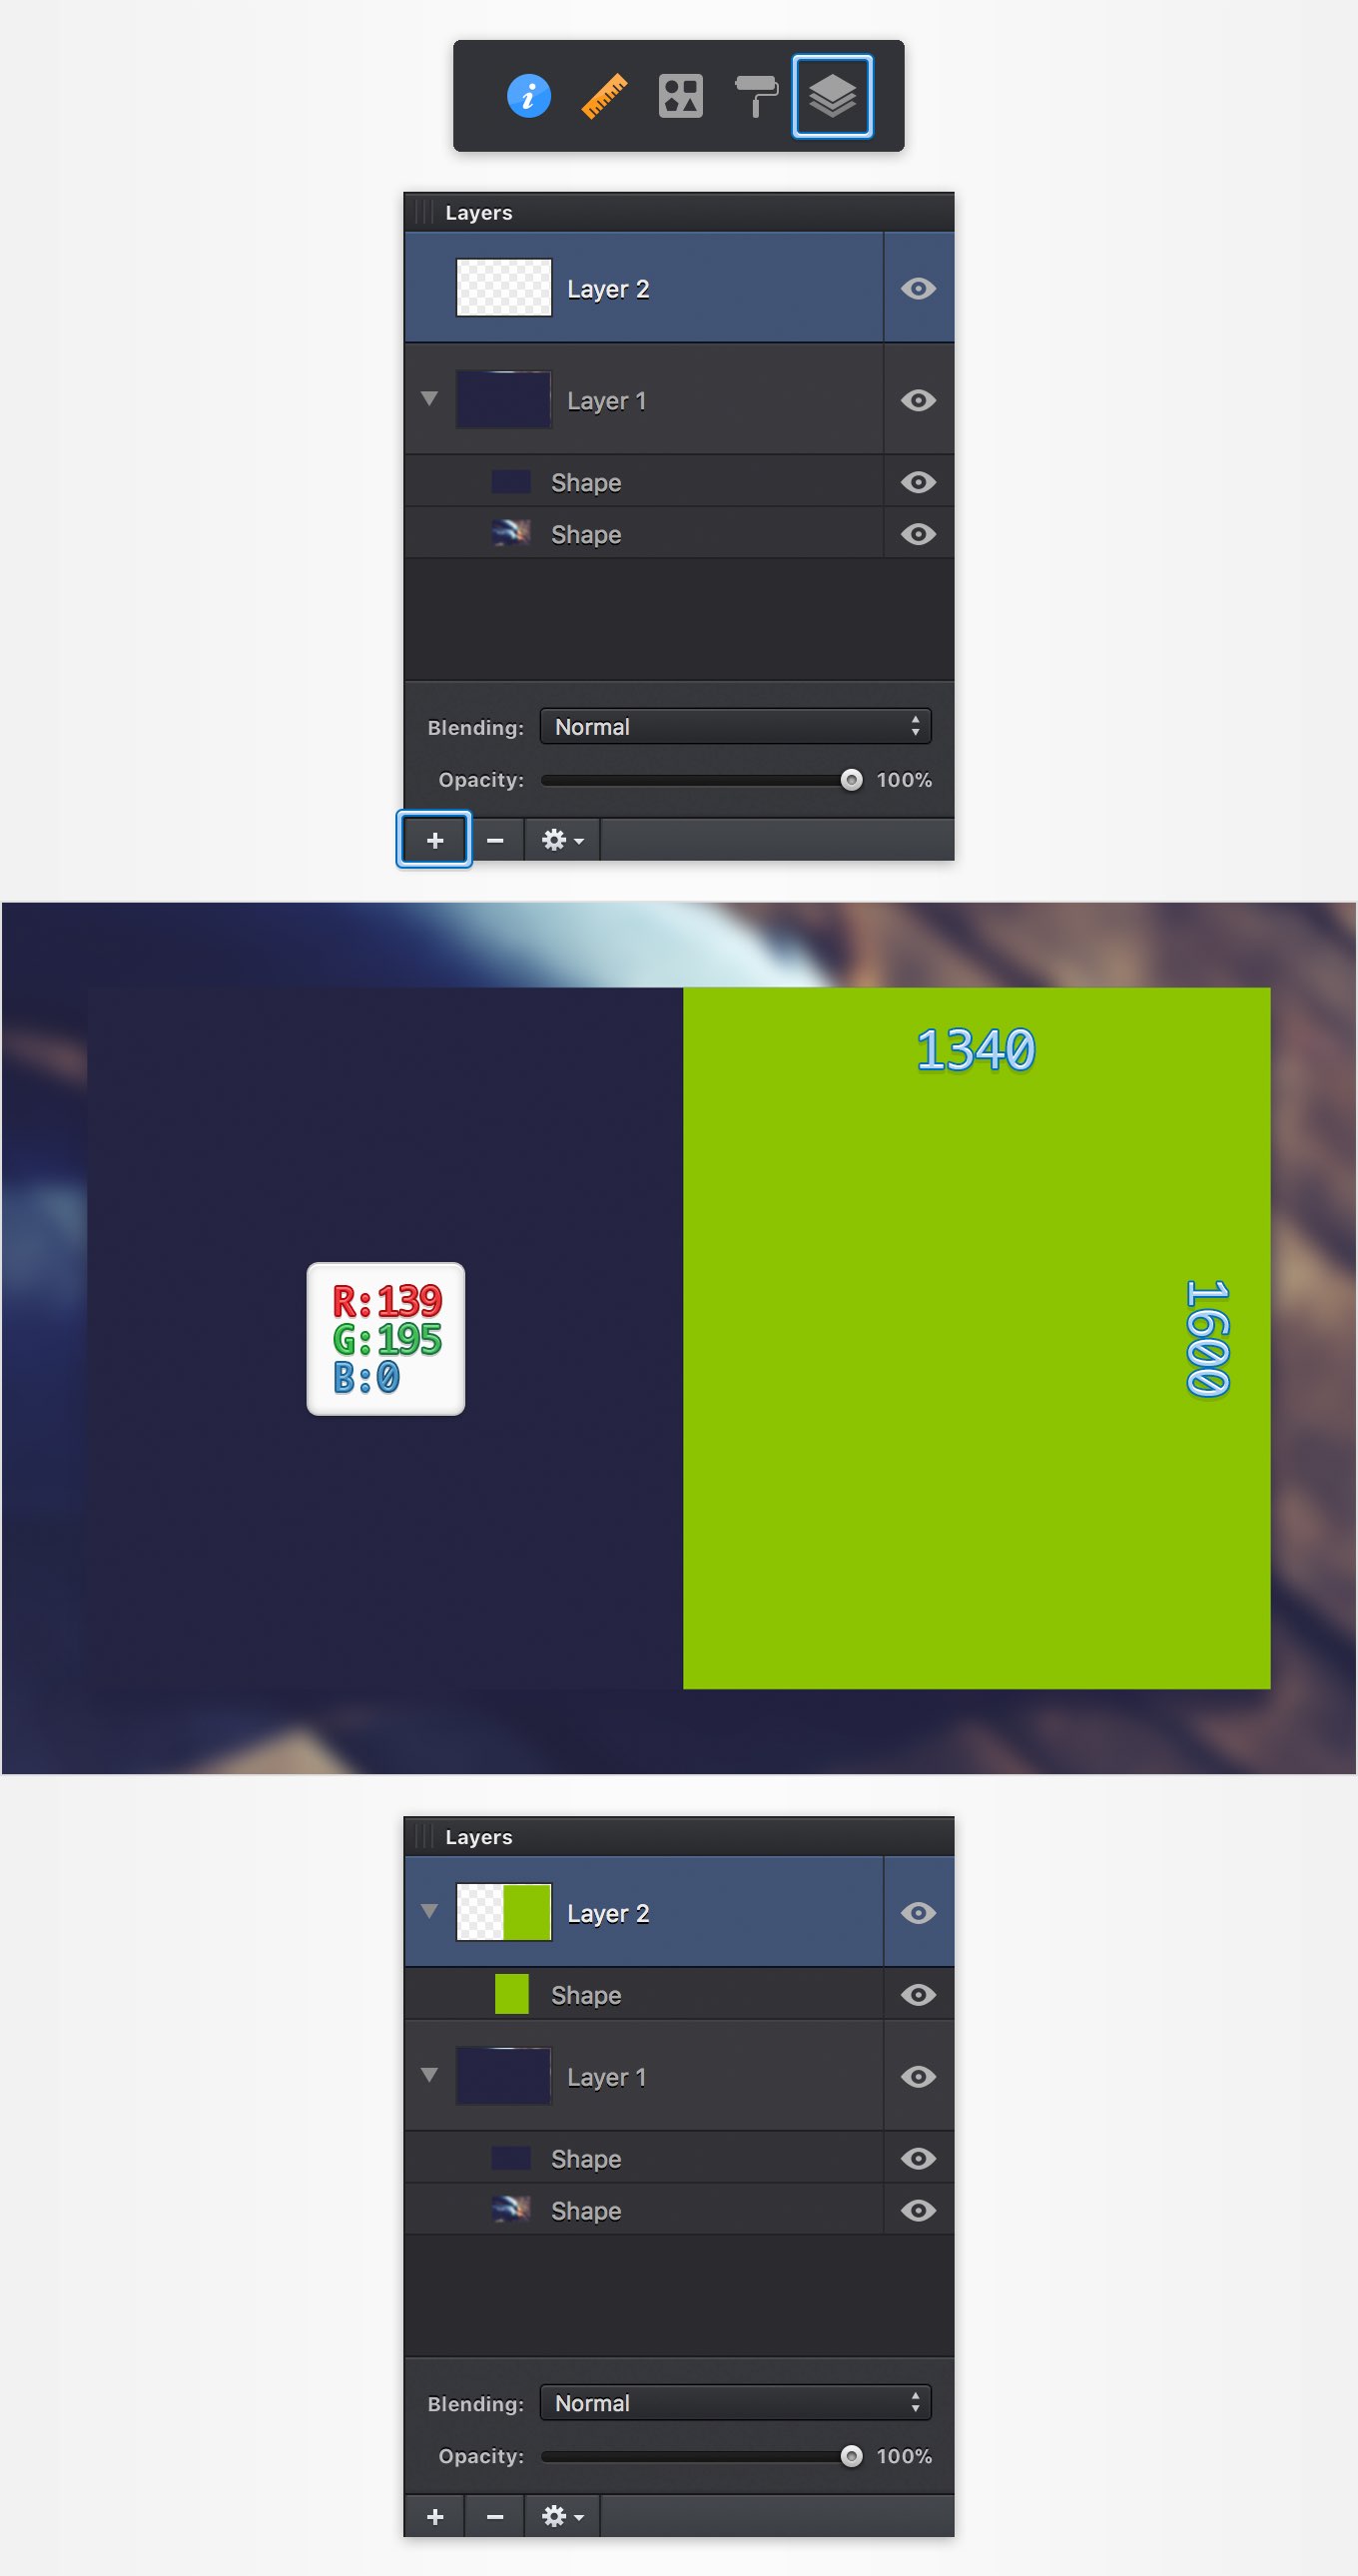 Layers
Layer 2
Layer 1
Shape
Shape
Blending: Normal
Opacity: 100%
1340
R:139
G:195
B:0
1600
Layers
Layer 2
Shape
Layer 1
Shape
Shape
Blending: Normal
Opacity: 100%